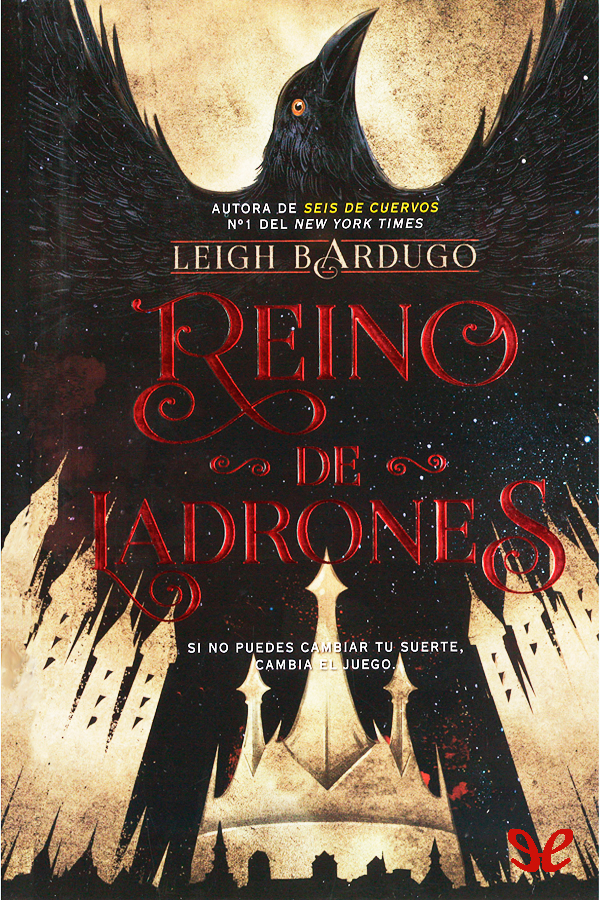 AUTORA DE SEIS DE CUERVOS
Nº1 DEL NEW YORK TIMES
LEIGH BARDUGO
REINO
DE
LADRONES
SI NO PUEDES CAMBIAR TU SUERTE,
CAMBIA EL JUEGO.